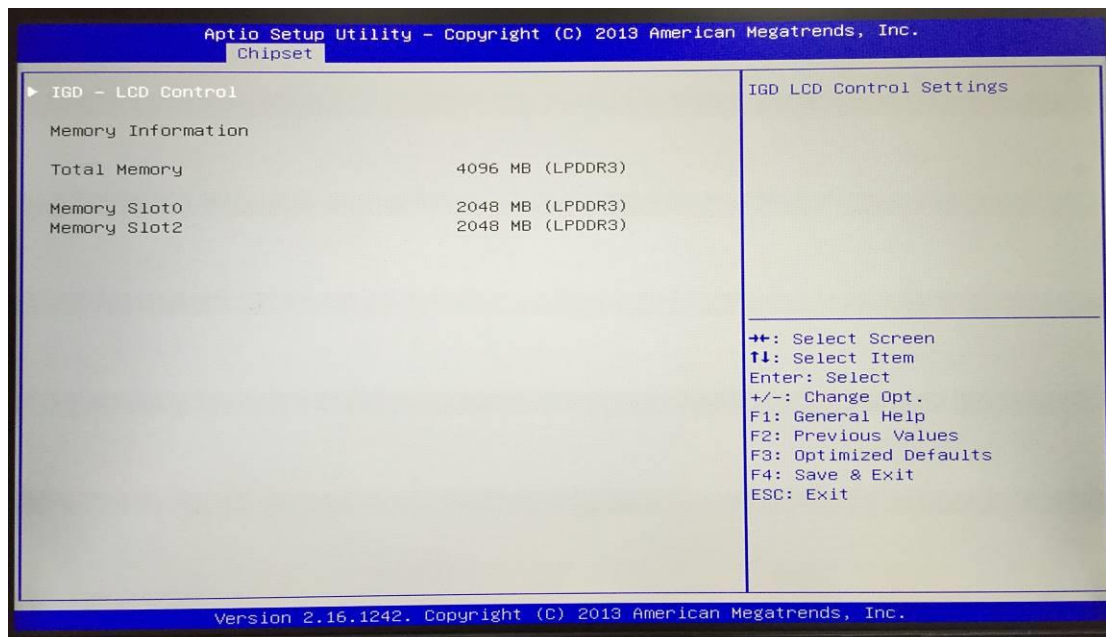 Aptio Setup Utility – Copyright (C) 2013 American Megatrends, Inc.
Chipset
► IGD – LCD Control
Memory Information
Total Memory 4096 MB (LPDDR3)
Memory Slot0 2048 MB (LPDDR3)
Memory Slot2 2048 MB (LPDDR3)
IGD LCD Control Settings
→←: Select Screen
↑↓: Select Item
Enter: Select
+/-: Change Opt.
F1: General Help
F2: Previous Values
F3: Optimized Defaults
F4: Save & Exit
ESC: Exit
Version 2.16.1242. Copyright (C) 2013 American Megatrends, Inc.